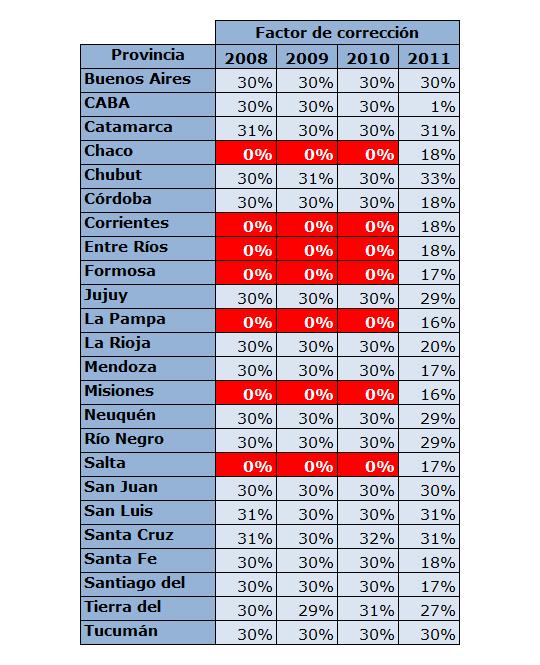 Factor de corrección
Provincia 2008 2009 2010 2011
Buenos Aires 30% 30% 30% 30%
CABA 30% 30% 30% 1%
Catamarca 31% 30% 30% 31%
Chaco 0% 0% 0% 18%
Chubut 30% 31% 30% 33%
Córdoba 30% 30% 30% 18%
Corrientes 0% 0% 0% 18%
Entre Ríos 0% 0% 0% 18%
Formosa 0% 0% 0% 17%
Jujuy 30% 30% 30% 29%
La Pampa 0% 0% 0% 16%
La Rioja 30% 30% 30% 20%
Mendoza 30% 30% 30% 17%
Misiones 0% 0% 0% 16%
Neuquén 30% 30% 30% 29%
Río Negro 30% 30% 30% 29%
Salta 0% 0% 0% 17%
San Juan 30% 30% 30% 30%
San Luis 31% 30% 30% 31%
Santa Cruz 31% 30% 32% 31%
Santa Fe 30% 30% 30% 18%
Santiago del 30% 30% 30% 17%
Tierra del 30% 29% 31% 27%
Tucumán 30% 30% 30% 30%